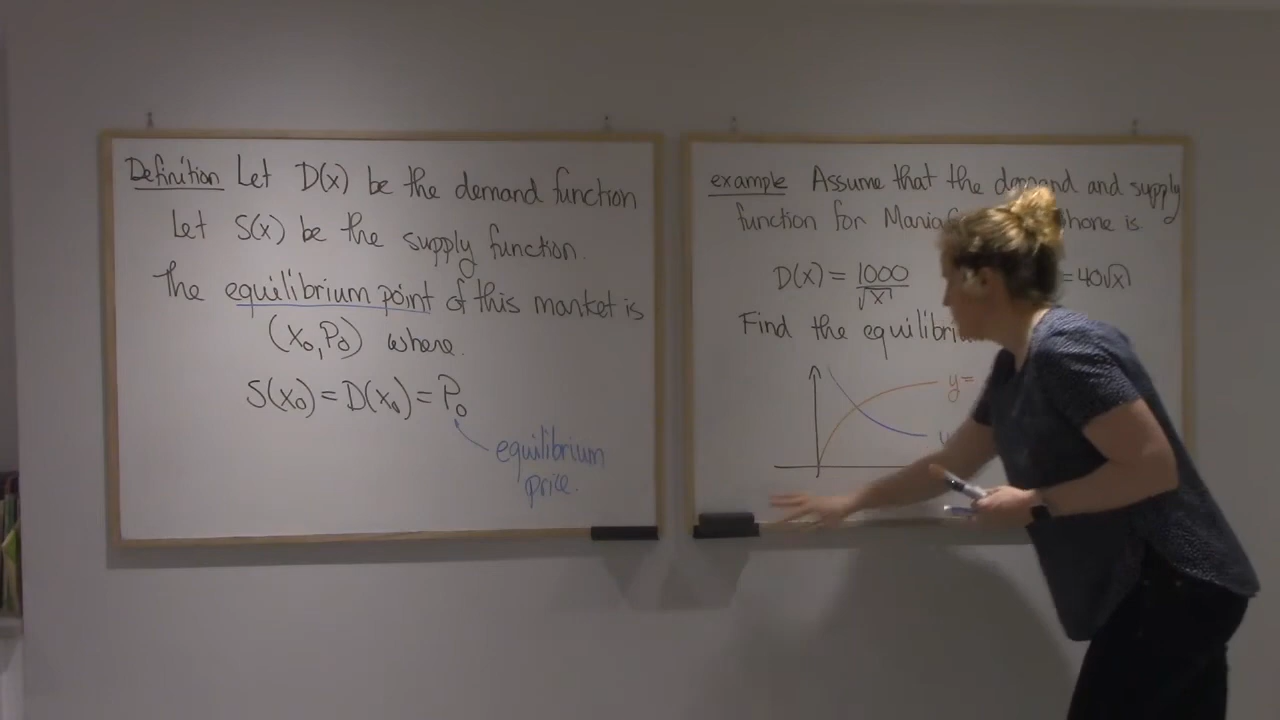 Definition Let D(x) be the demand function
Let S(x) be the supply function.
The equilibrium point of this market is
(x₀, P₀) where.
S(x₀) = D(x₀) = P₀
equilibrium
price.
example Assume that the demand and supply
function for phone is
D(x) = 1000/√x = 40√x
Find the
y=